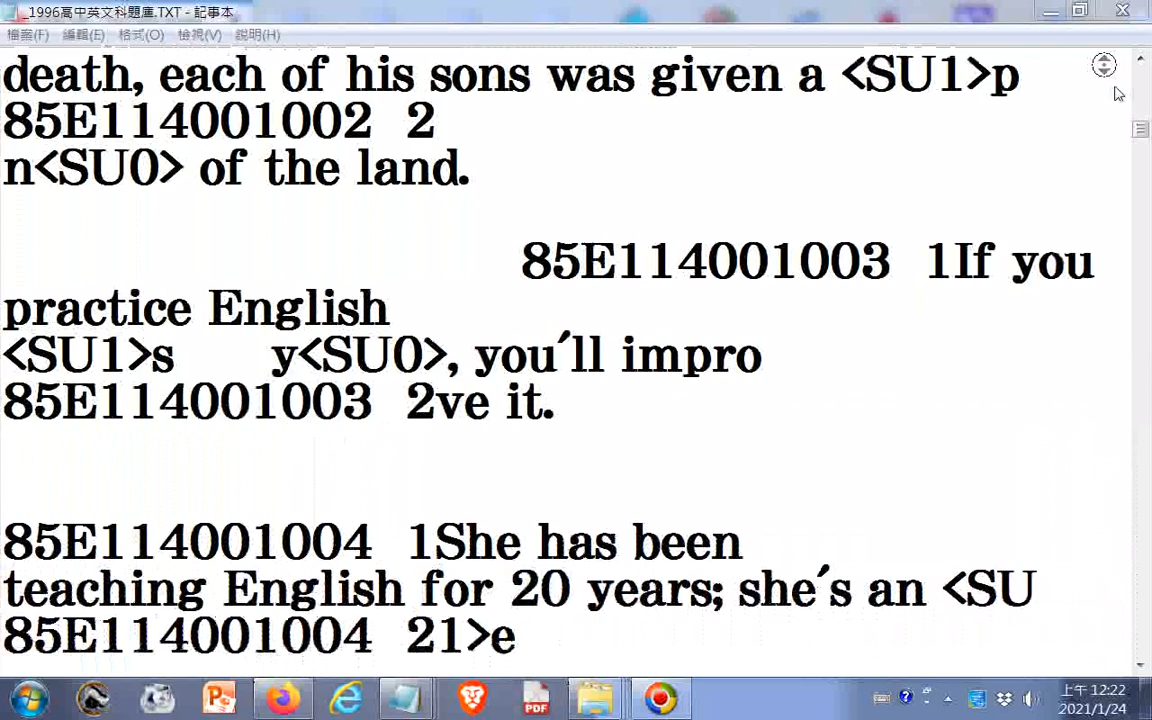 _1996高中英文科題庫.TXT - 記事本
檔案(F) 編輯(E) 格式(O) 檢視(V) 說明(H)
death, each of his sons was given a <SU1>p
85E114001002  2
n<SU0> of the land.
85E114001003  1If you
practice English
<SU1>s      y<SU0>, you´ll impro
85E114001003  2ve it.
85E114001004  1She has been
teaching English for 20 years; she´s an <SU
85E114001004  21>e
PDF
上午 12:22
2021/1/24